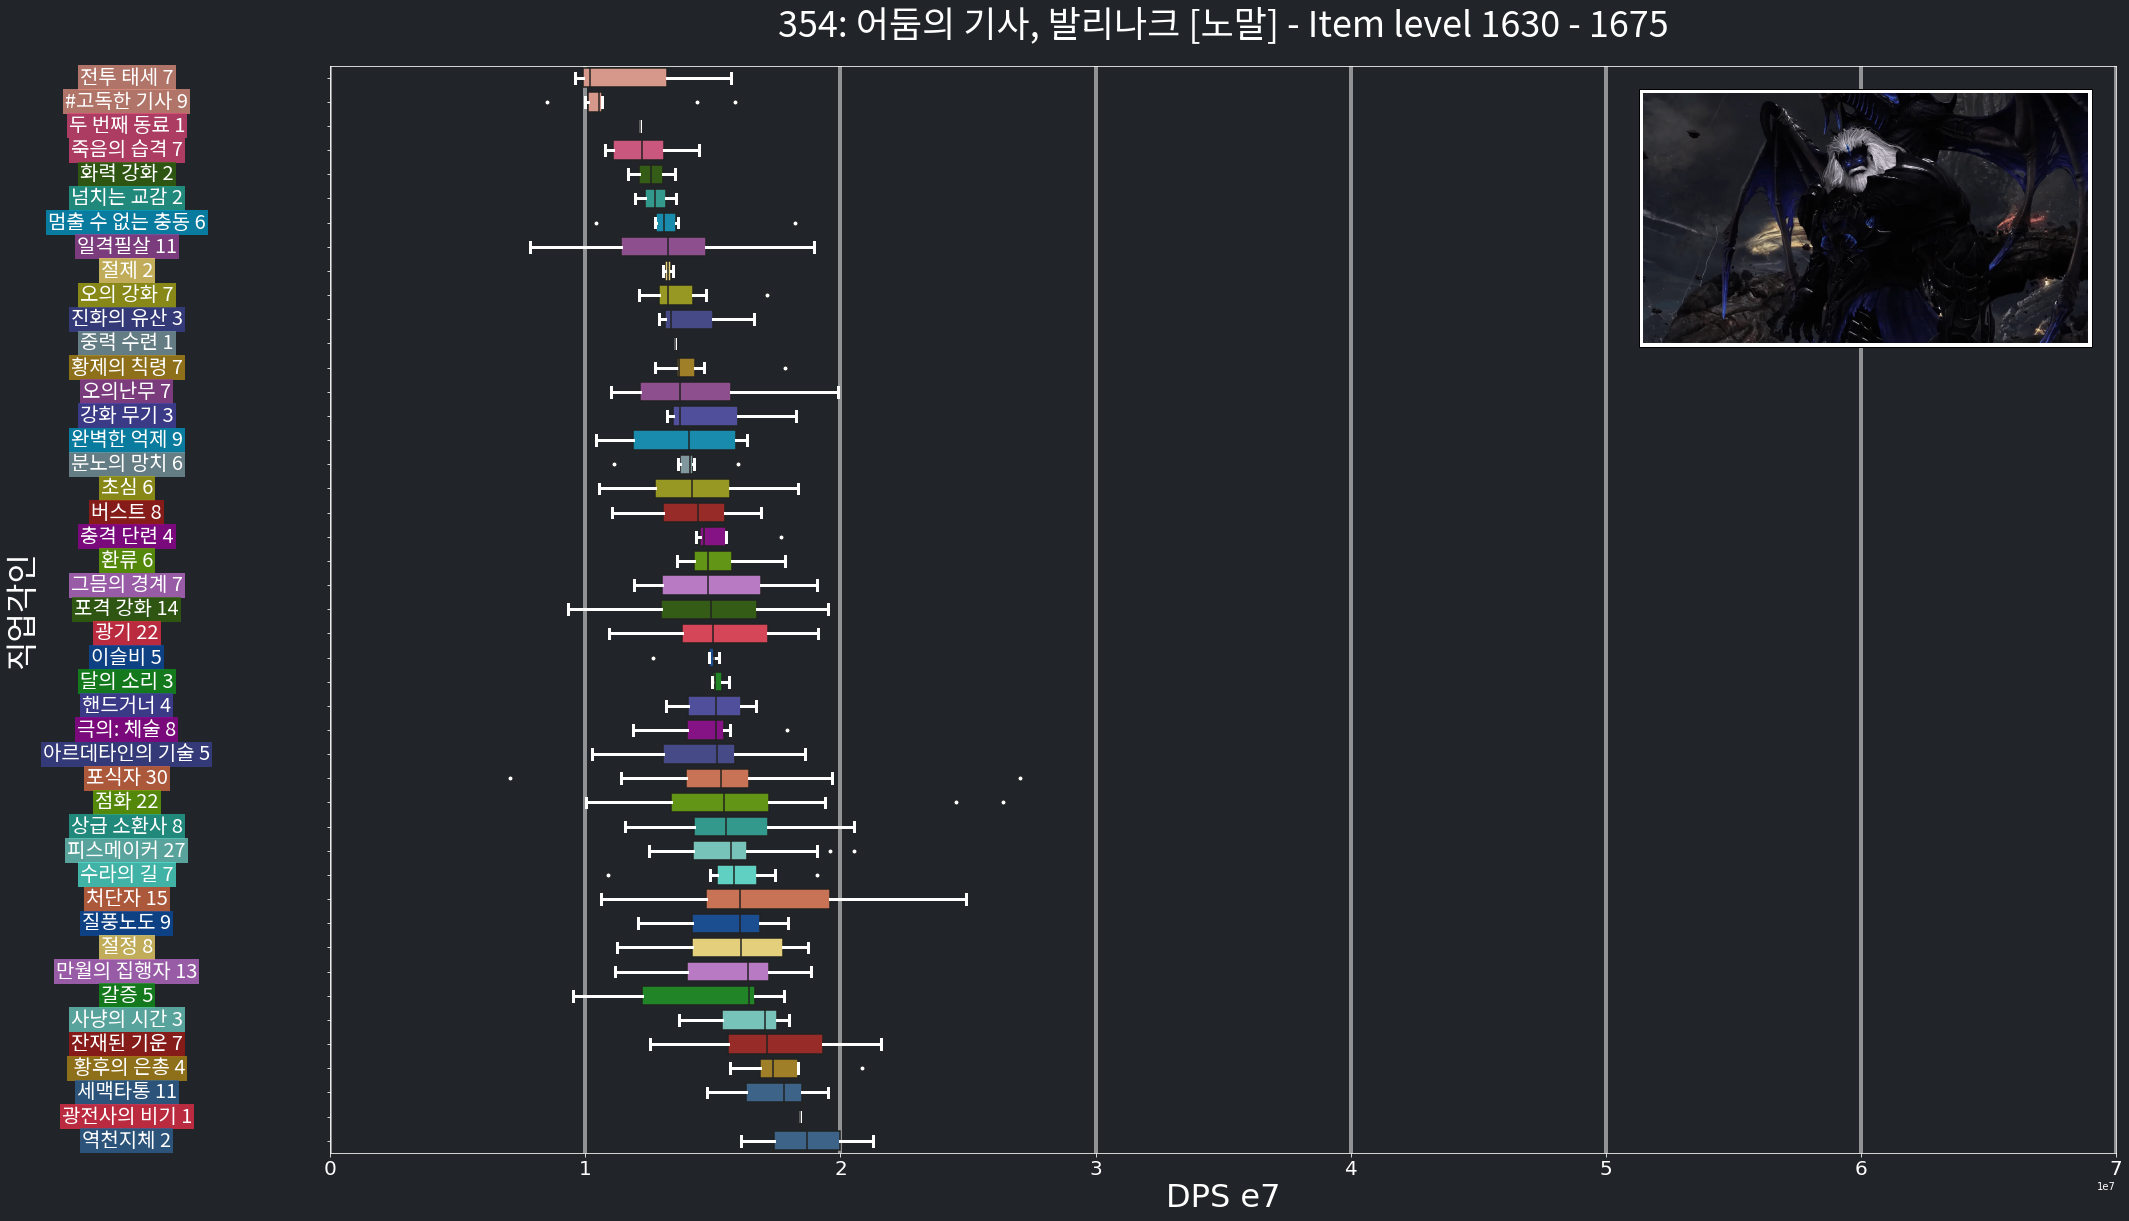 354: 어둠의 기사, 발리나크 [노말] - Item level 1630 - 1675
직업각인
전투 태세 7
#고독한 기사 9
두 번째 동료 1
죽음의 습격 7
화력 강화 2
넘치는 교감 2
멈출 수 없는 충동 6
일격필살 11
절제 2
오의 강화 7
진화의 유산 3
중력 수련 1
황제의 칙령 7
오의난무 7
강화 무기 3
완벽한 억제 9
분노의 망치 6
초심 6
버스트 8
충격 단련 4
환류 6
그믐의 경계 7
포격 강화 14
광기 22
이슬비 5
달의 소리 3
핸드거너 4
극의: 체술 8
아르데타인의 기술 5
포식자 30
점화 22
상급 소환사 8
피스메이커 27
수라의 길 7
처단자 15
질풍노도 9
절정 8
만월의 집행자 13
갈증 5
사냥의 시간 3
잔재된 기운 7
황후의 은총 4
세맥타통 11
광전사의 비기 1
역천지체 2
0 1 2 3 4 5 6 7
1e7
DPS e7